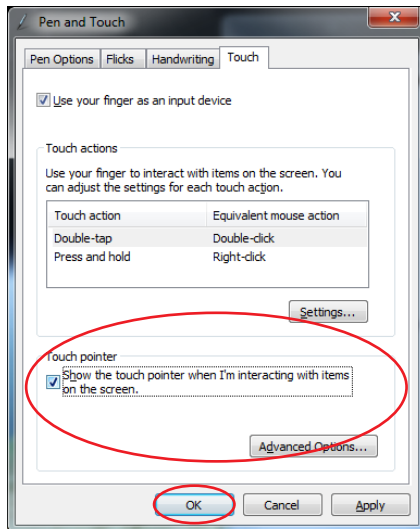 Pen and Touch
Pen Options Flicks Handwriting Touch
Use your finger as an input device
Touch actions
Use your finger to interact with items on the screen. You
can adjust the settings for each touch action.
Touch action Equivalent mouse action
Double-tap Double-click
Press and hold Right-click
Settings...
Touch pointer
Show the touch pointer when I'm interacting with items
on the screen.
Advanced Options...
OK Cancel Apply